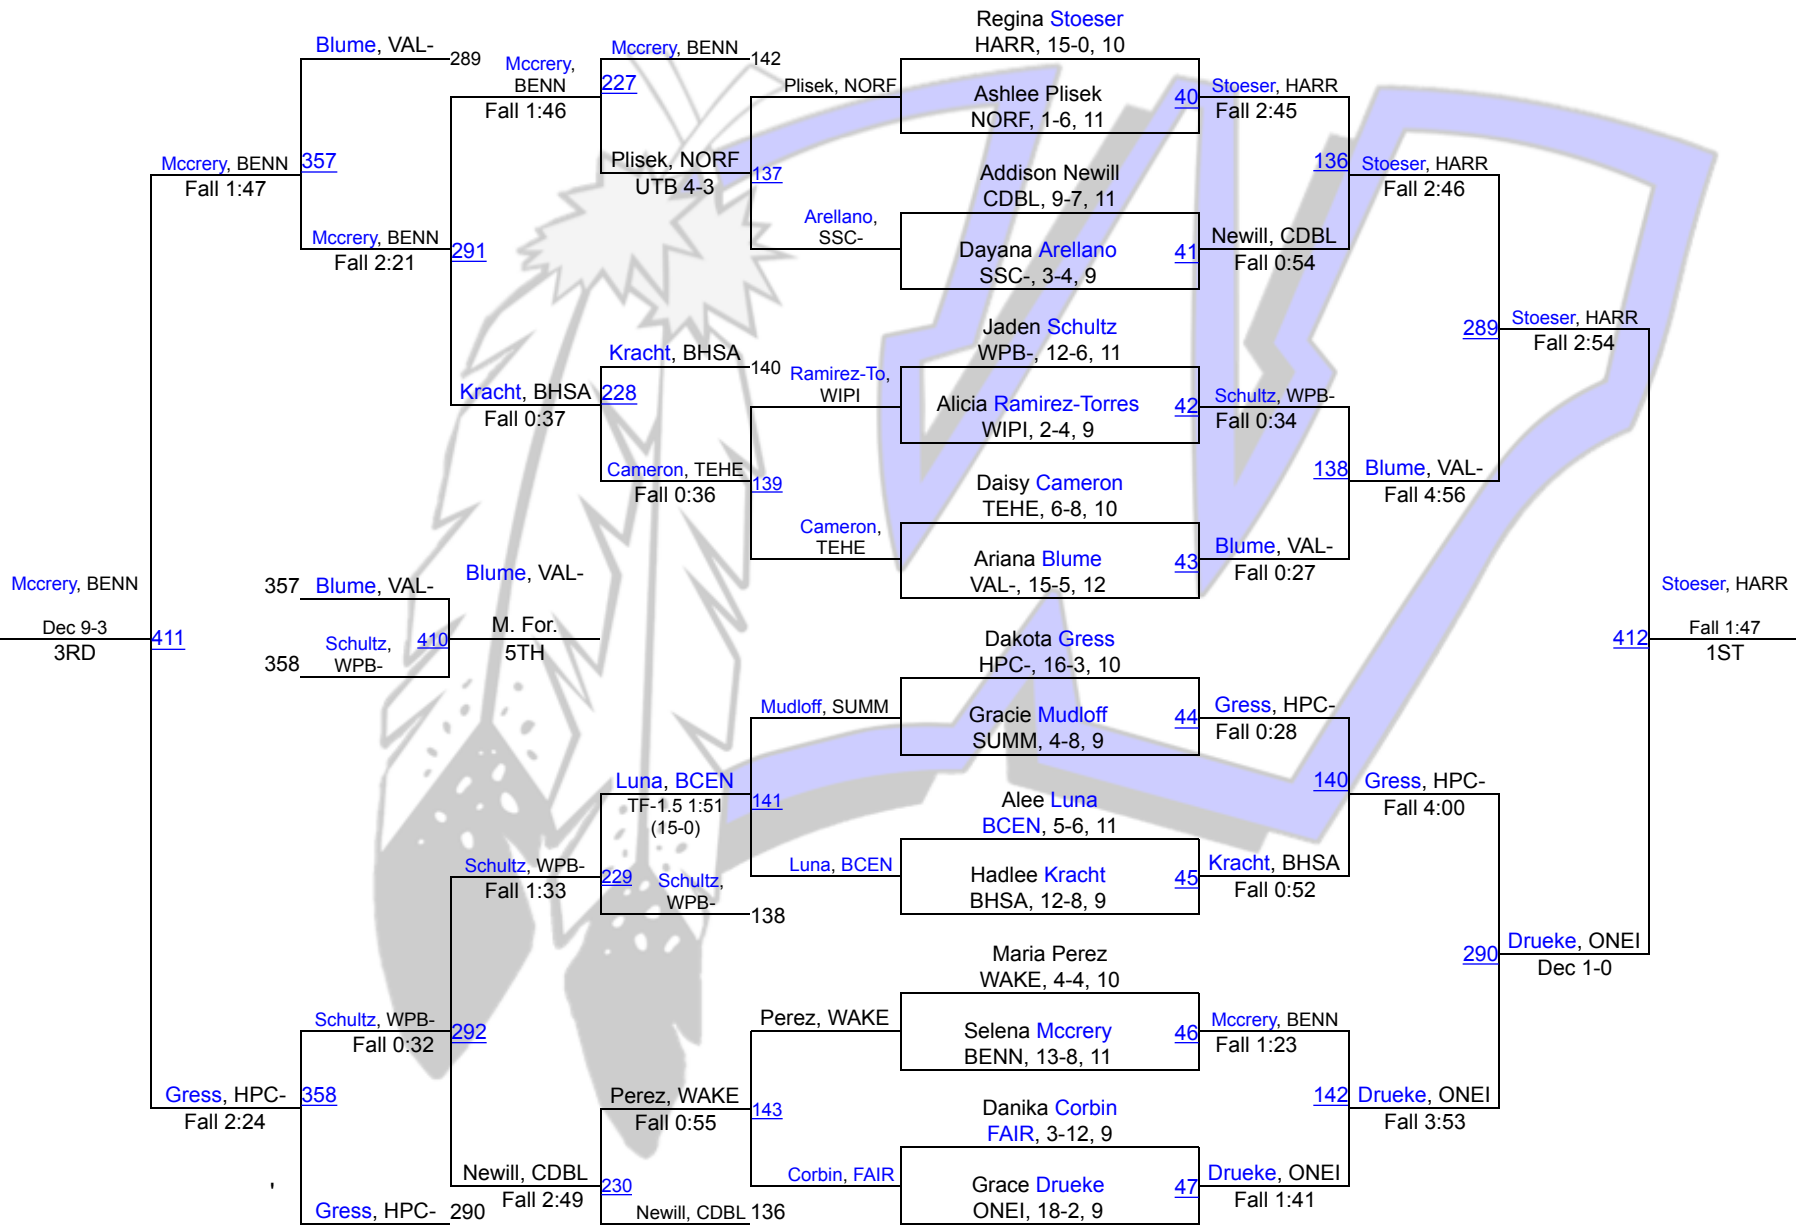 Regina Stoeser
HARR, 15-0, 10
Blume, VAL-
289
Mccrery,
BENN
Fall 1:46
Mccrery, BENN
142
227
Plisek, NORF
Ashlee Plisek
NORF, 1-6, 11
40
Stoeser, HARR
Fall 2:45
Mccrery, BENN
Fall 1:47
357
Plisek, NORF
UTB 4-3
137
Addison Newill
CDBL, 9-7, 11
136
Stoeser, HARR
Fall 2:46
Mccrery, BENN
Fall 2:21
291
Arellano,
SSC-
Dayana Arellano
SSC-, 3-4, 9
41
Newill, CDBL
Fall 0:54
Jaden Schultz
WPB-, 12-6, 11
289
Stoeser, HARR
Fall 2:54
Kracht, BHSA
140
Kracht, BHSA
Fall 0:37
228
Ramirez-To,
WIPI
Alicia Ramirez-Torres
WIPI, 2-4, 9
42
Schultz, WPB-
Fall 0:34
Cameron, TEHE
Fall 0:36
139
Daisy Cameron
TEHE, 6-8, 10
138
Blume, VAL-
Fall 4:56
Cameron,
TEHE
Ariana Blume
VAL-, 15-5, 12
43
Blume, VAL-
Fall 0:27
Mccrery, BENN
Dec 9-3
3RD
411
357
Blume, VAL-
Schultz,
WPB-
358
410
Blume, VAL-
M. For.
5TH
Stoeser, HARR
412
Fall 1:47
1ST
Dakota Gress
HPC-, 16-3, 10
Mudloff, SUMM
Gracie Mudloff
SUMM, 4-8, 9
44
Gress, HPC-
Fall 0:28
Luna, BCEN
TF-1.5 1:51
(15-0)
141
Alee Luna
BCEN, 5-6, 11
140
Gress, HPC-
Fall 4:00
Schultz, WPB-
Fall 1:33
229
Schultz,
WPB-
138
Luna, BCEN
Hadlee Kracht
BHSA, 12-8, 9
45
Kracht, BHSA
Fall 0:52
Maria Perez
WAKE, 4-4, 10
290
Drueke, ONEI
Dec 1-0
Schultz, WPB-
Fall 0:32
292
Perez, WAKE
Selena Mccrery
BENN, 13-8, 11
46
Mccrery, BENN
Fall 1:23
Gress, HPC-
Fall 2:24
358
Perez, WAKE
Fall 0:55
143
Danika Corbin
FAIR, 3-12, 9
142
Drueke, ONEI
Fall 3:53
Newill, CDBL
Fall 2:49
230
Corbin, FAIR
Grace Drueke
ONEI, 18-2, 9
47
Drueke, ONEI
Fall 1:41
'
Gress, HPC-
290
Newill, CDBL
136